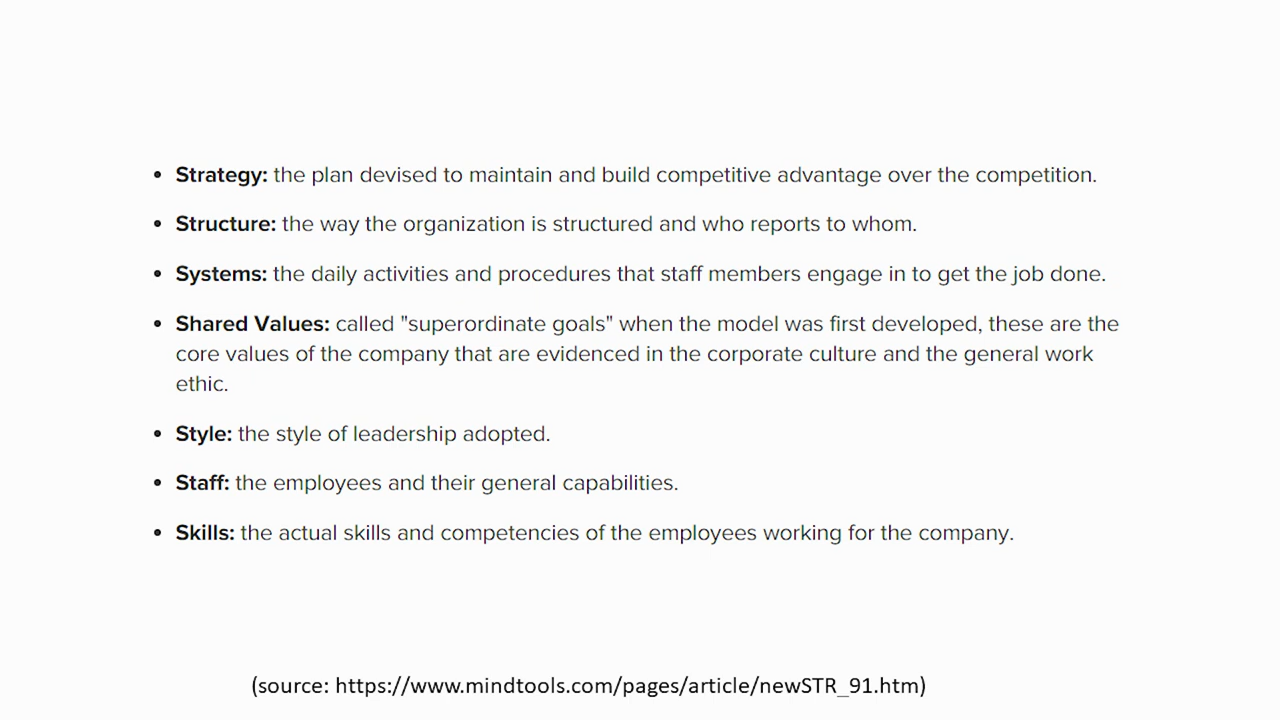 • Strategy: the plan devised to maintain and build competitive advantage over the competition.
• Structure: the way the organization is structured and who reports to whom.
• Systems: the daily activities and procedures that staff members engage in to get the job done.
• Shared Values: called "superordinate goals" when the model was first developed, these are the
core values of the company that are evidenced in the corporate culture and the general work
ethic.
• Style: the style of leadership adopted.
• Staff: the employees and their general capabilities.
• Skills: the actual skills and competencies of the employees working for the company.
(source: https://www.mindtools.com/pages/article/newSTR_91.htm)